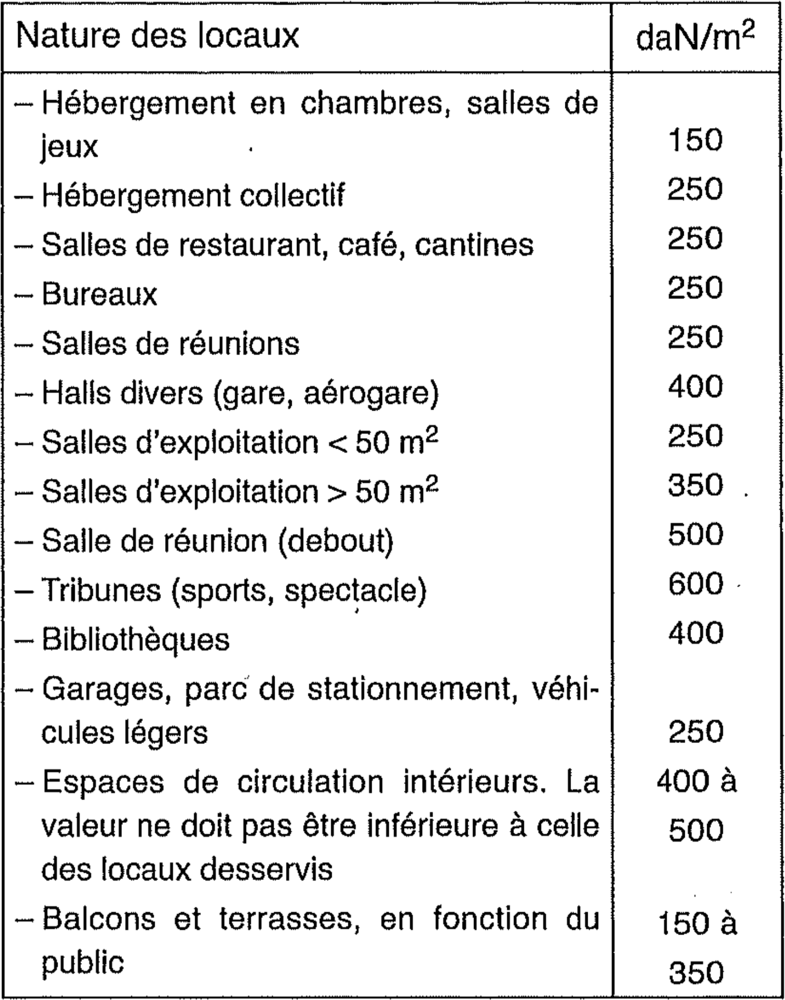 Nature des locaux daN/m²
– Hébergement en chambres, salles de
jeux 150
– Hébergement collectif 250
– Salles de restaurant, café, cantines 250
– Bureaux 250
– Salles de réunions 250
– Halls divers (gare, aérogare) 400
– Salles d'exploitation < 50 m² 250
– Salles d'exploitation > 50 m² 350
– Salle de réunion (debout) 500
– Tribunes (sports, spectacle) 600
– Bibliothèques 400
– Garages, parc de stationnement, véhi-
cules légers 250
– Espaces de circulation intérieurs. La 400 à
valeur ne doit pas être inférieure à celle 500
des locaux desservis
– Balcons et terrasses, en fonction du 150 à
public 350